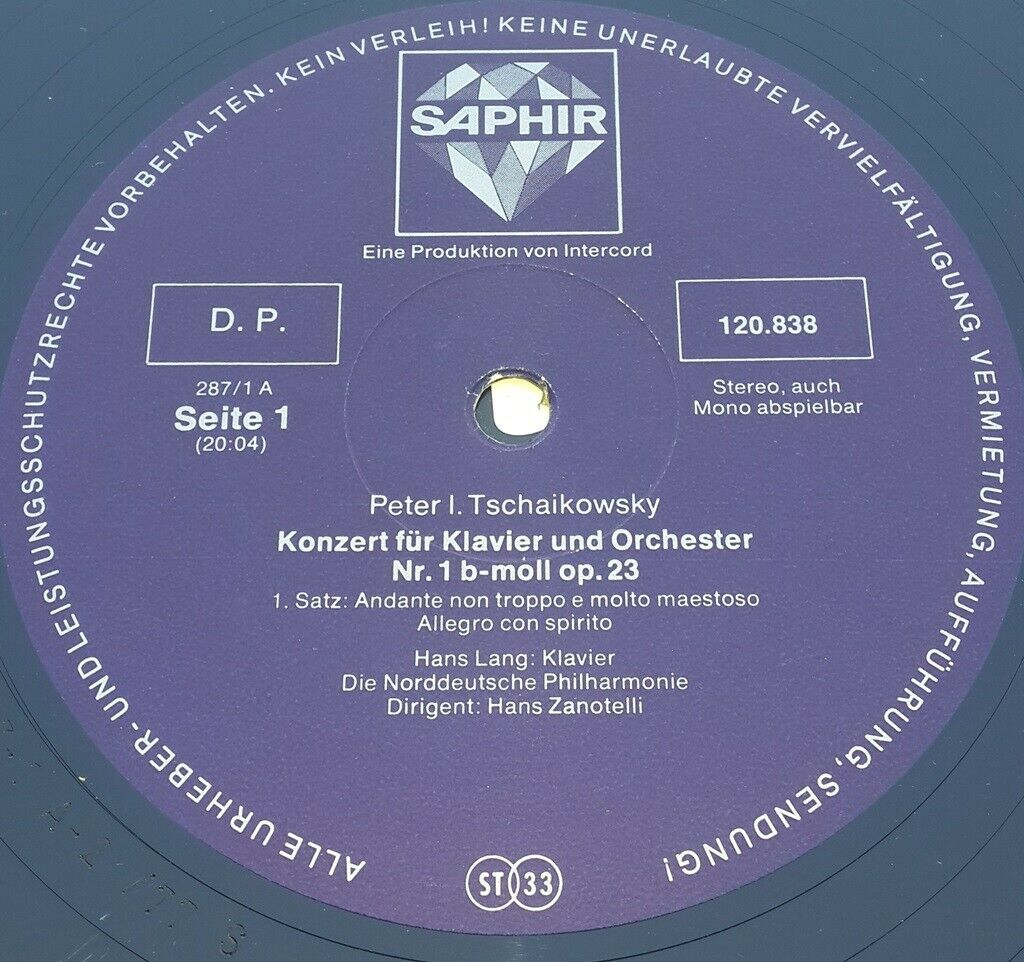 ALLE URHEBER- UND LEISTUNGSSCHUTZRECHTE VORBEHALTEN. KEIN VERLEIH! KEINE UNERLAUBTE VERVIELFÄLTIGUNG, VERMIETUNG, AUFFÜHRUNG, SENDUNG!
SAPHIR
Eine Produktion von Intercord
D. P.
120.838
287/1 A
Seite 1
(20:04)
Stereo, auch
Mono abspielbar
Peter I. Tschaikowsky
Konzert für Klavier und Orchester
Nr. 1 b-moll op. 23
1. Satz: Andante non troppo e molto maestoso
Allegro con spirito
Hans Lang: Klavier
Die Norddeutsche Philharmonie
Dirigent: Hans Zanotelli
ST 33
A-2